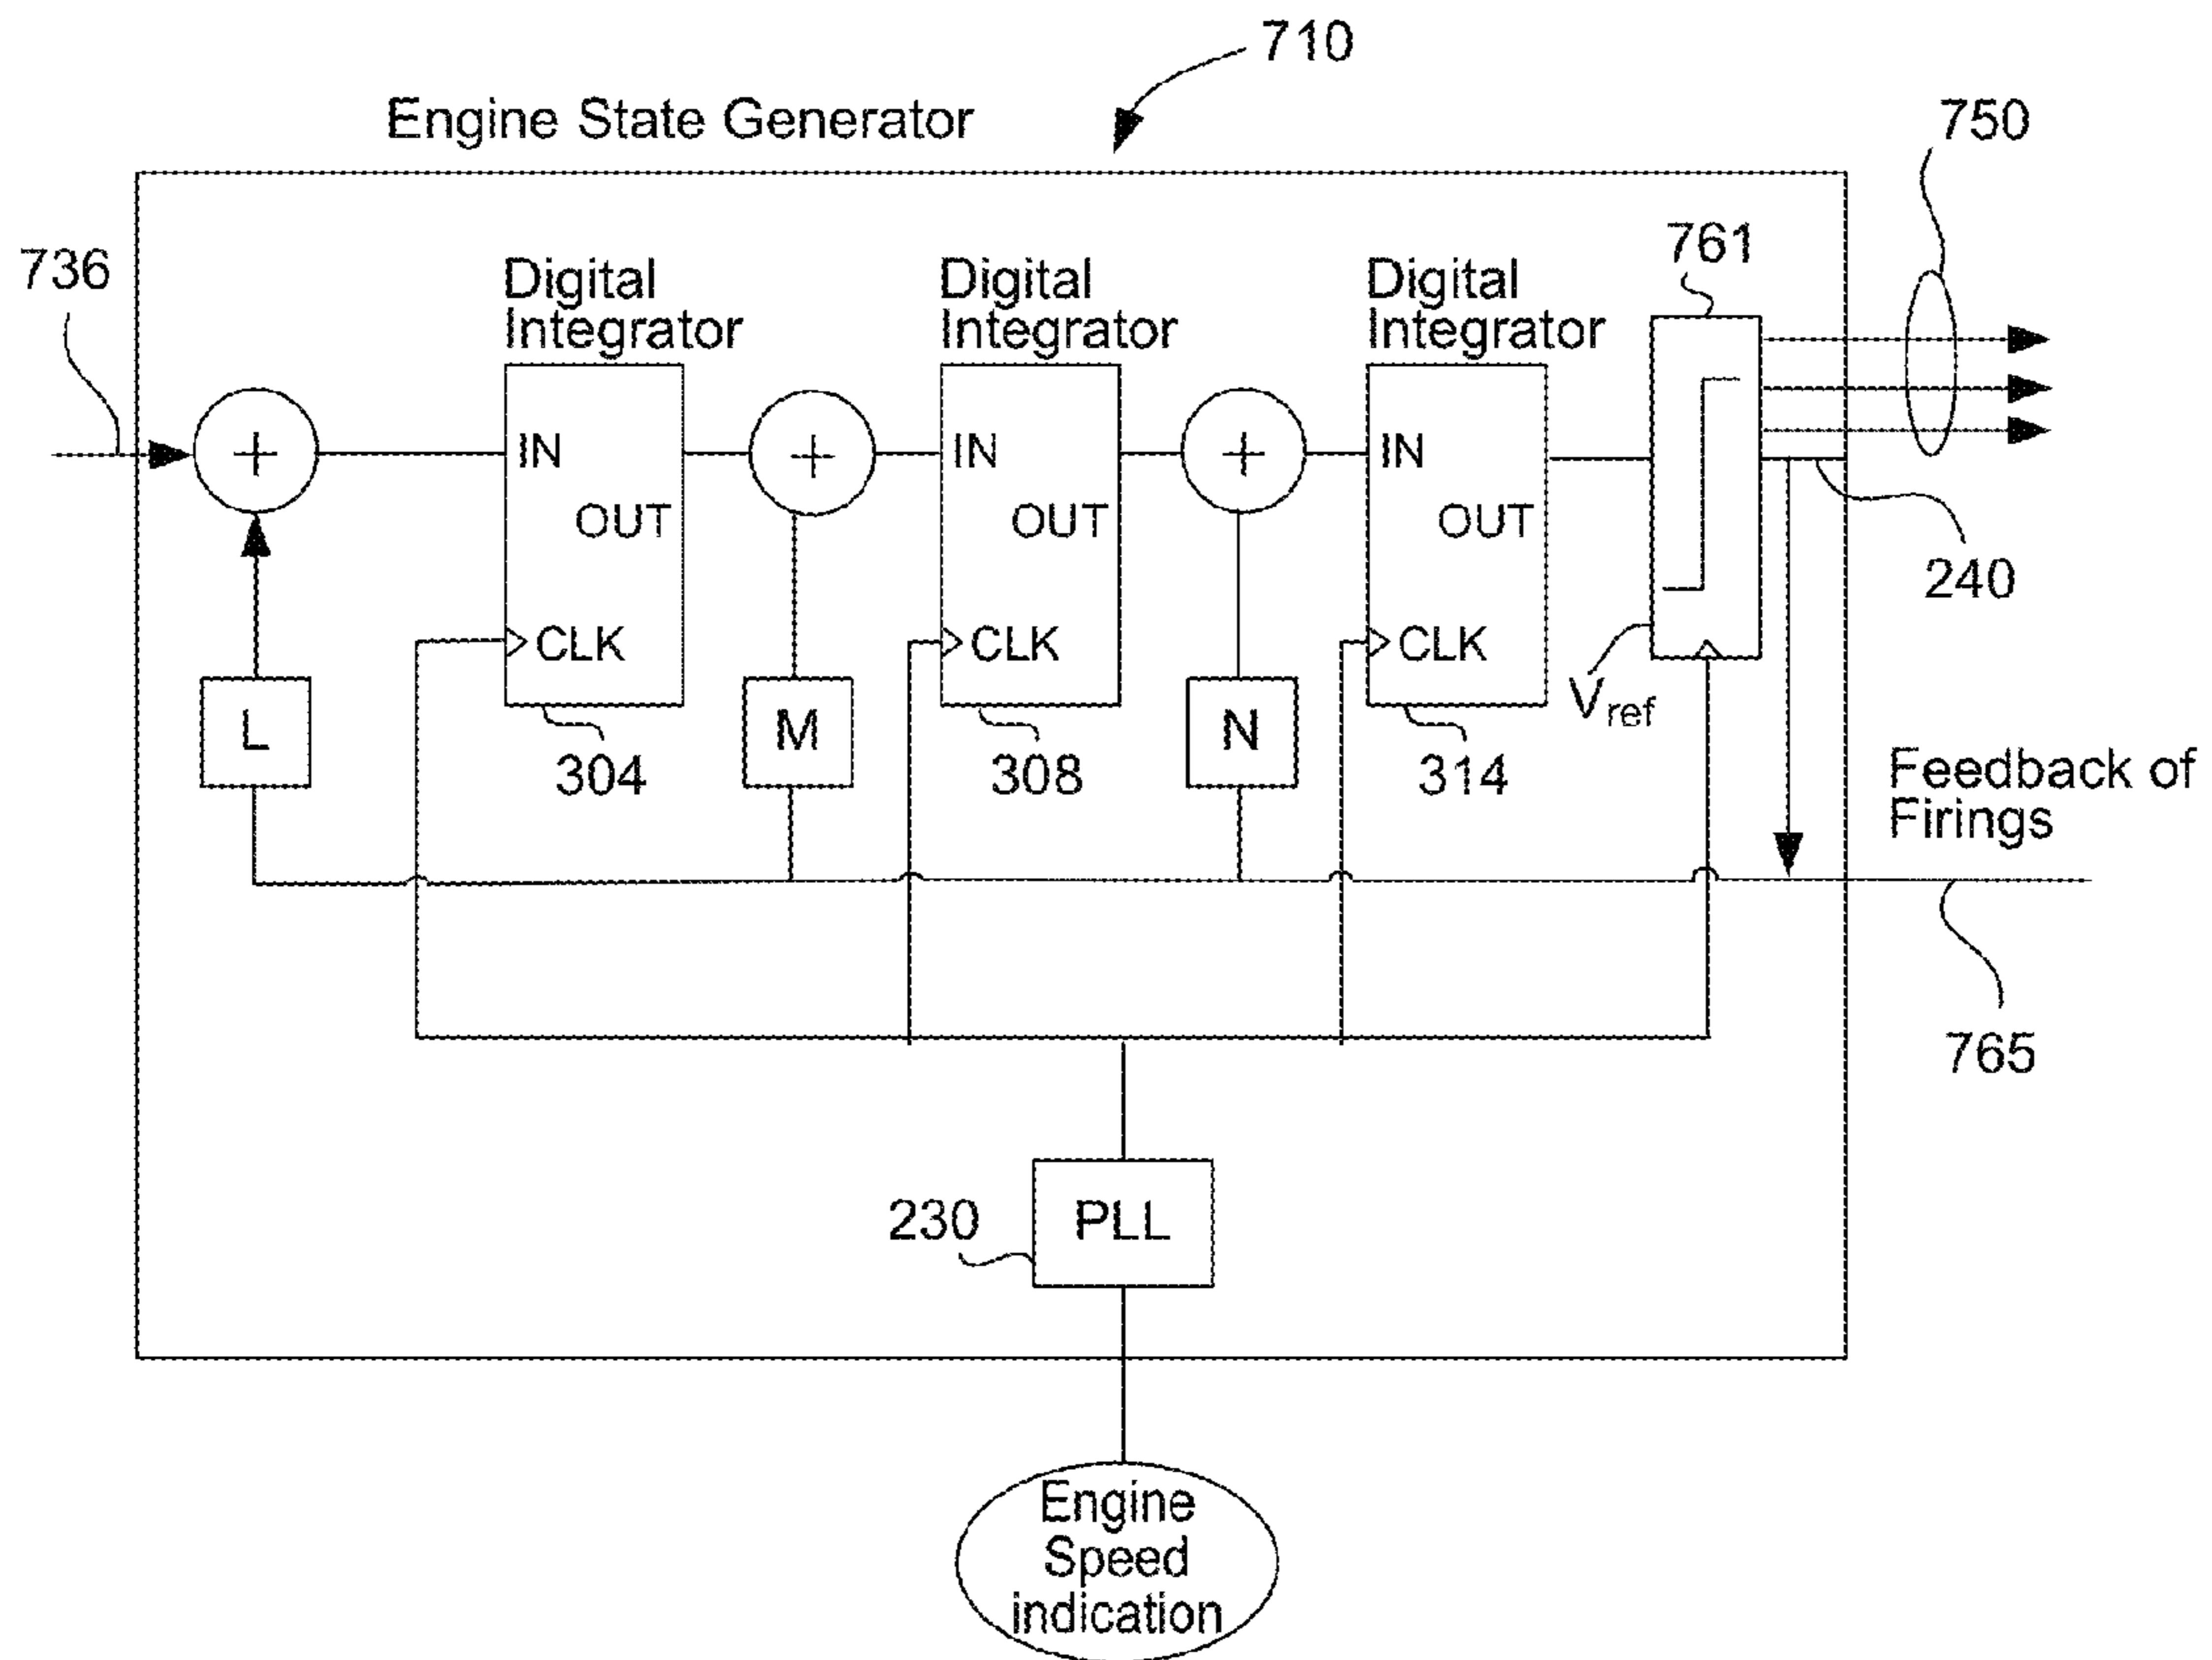 710
Engine State Generator
750
736
761
Digital
Integrator
Digital
Integrator
Digital
Integrator
+
+
+
IN
OUT
CLK
IN
OUT
CLK
IN
OUT
CLK
240
L
M
N
Vref
304
308
314
Feedback of
Firings
765
230
PLL
Engine
Speed
indication